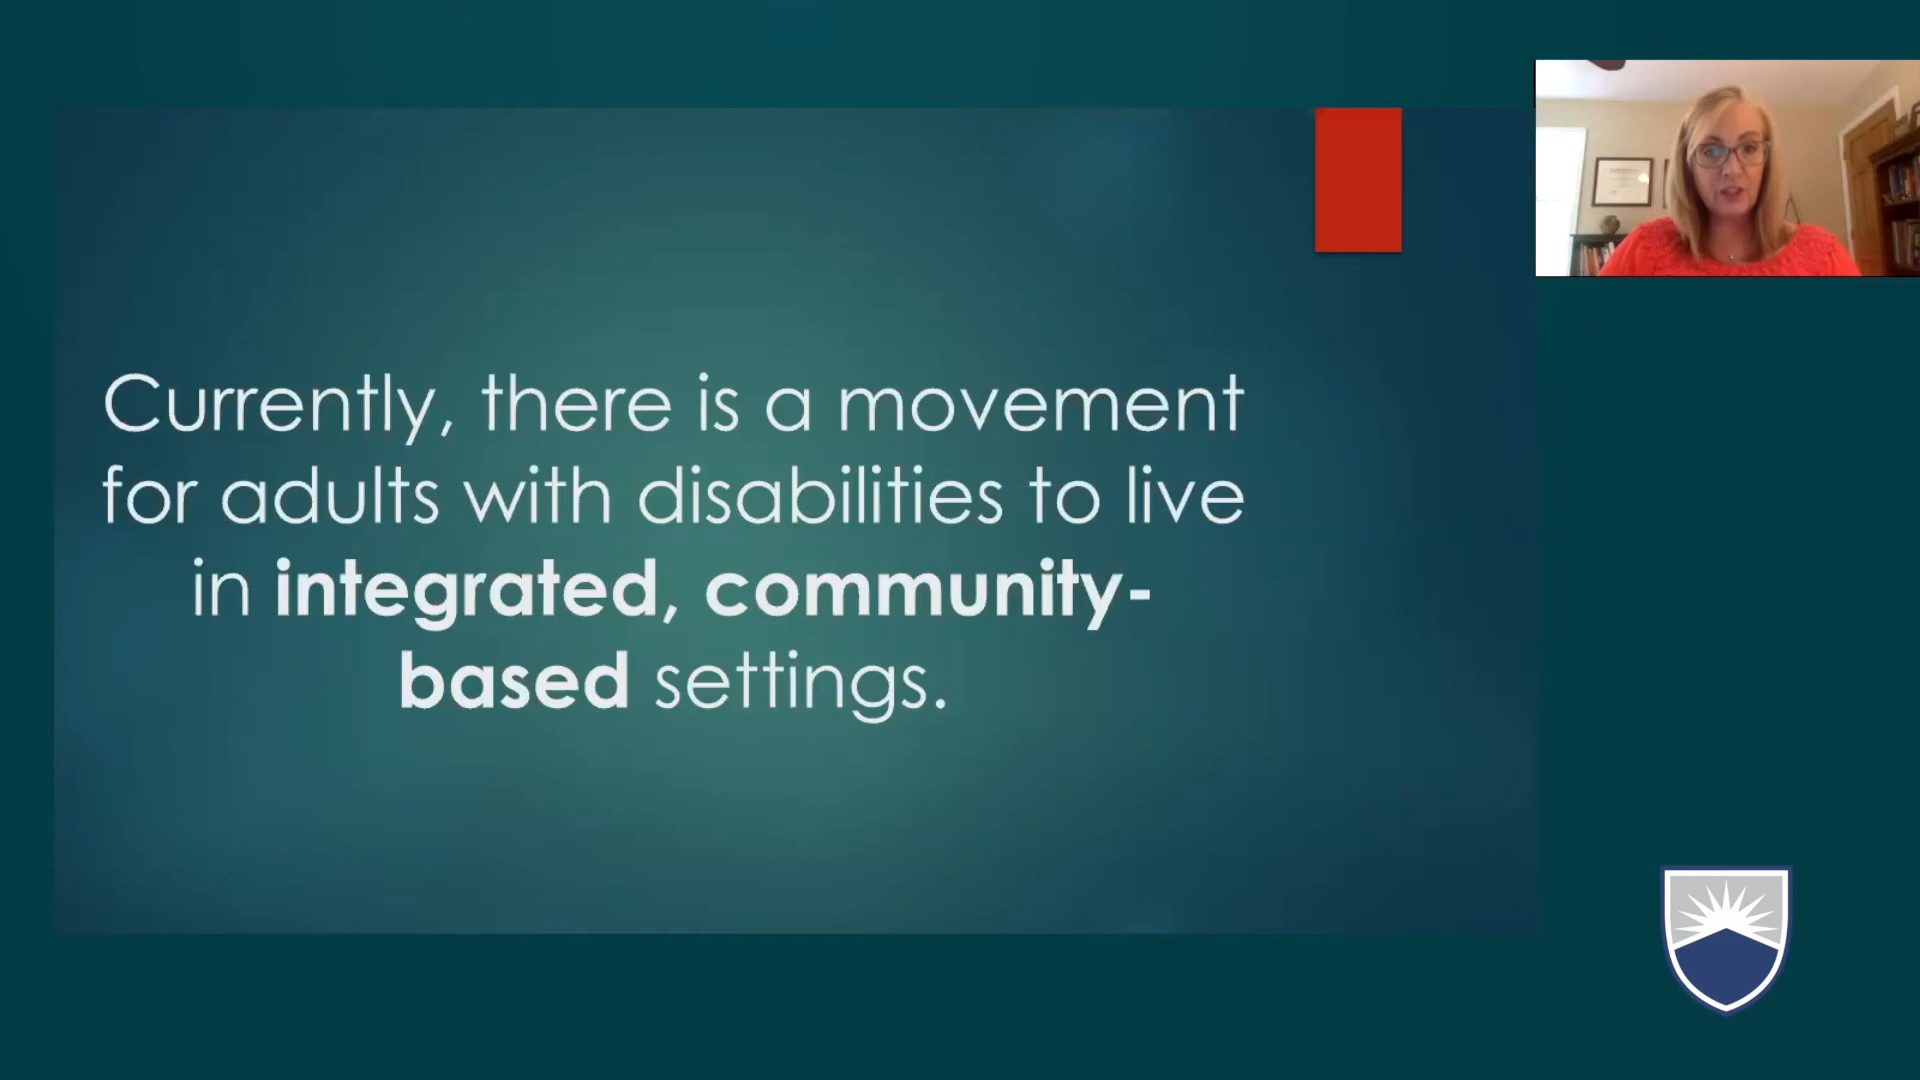 Currently, there is a movement
for adults with disabilities to live
in integrated, community-
based settings.